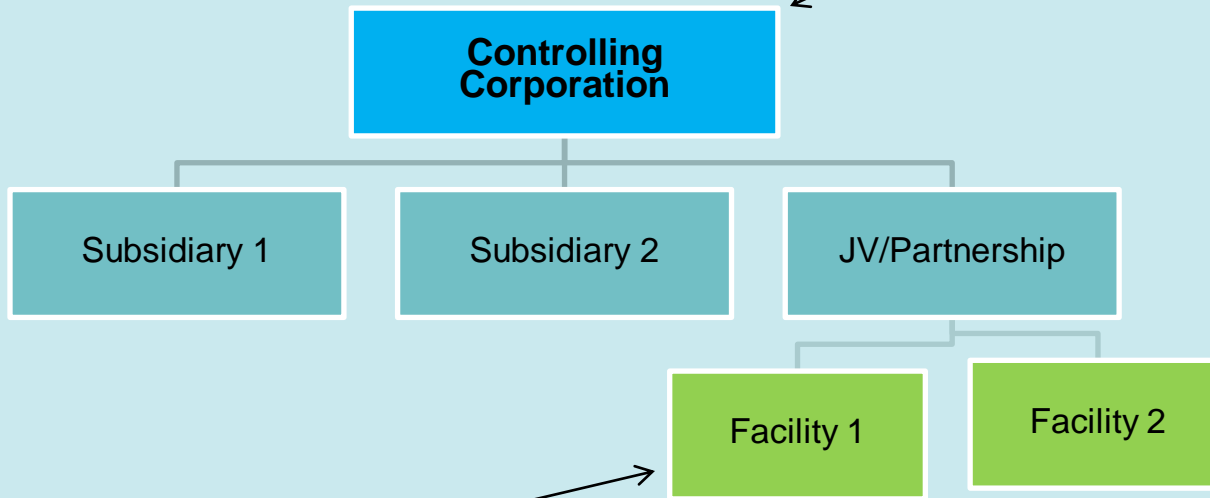 Controlling
Corporation
Subsidiary 1
Subsidiary 2
JV/Partnership
Facility 1
Facility 2